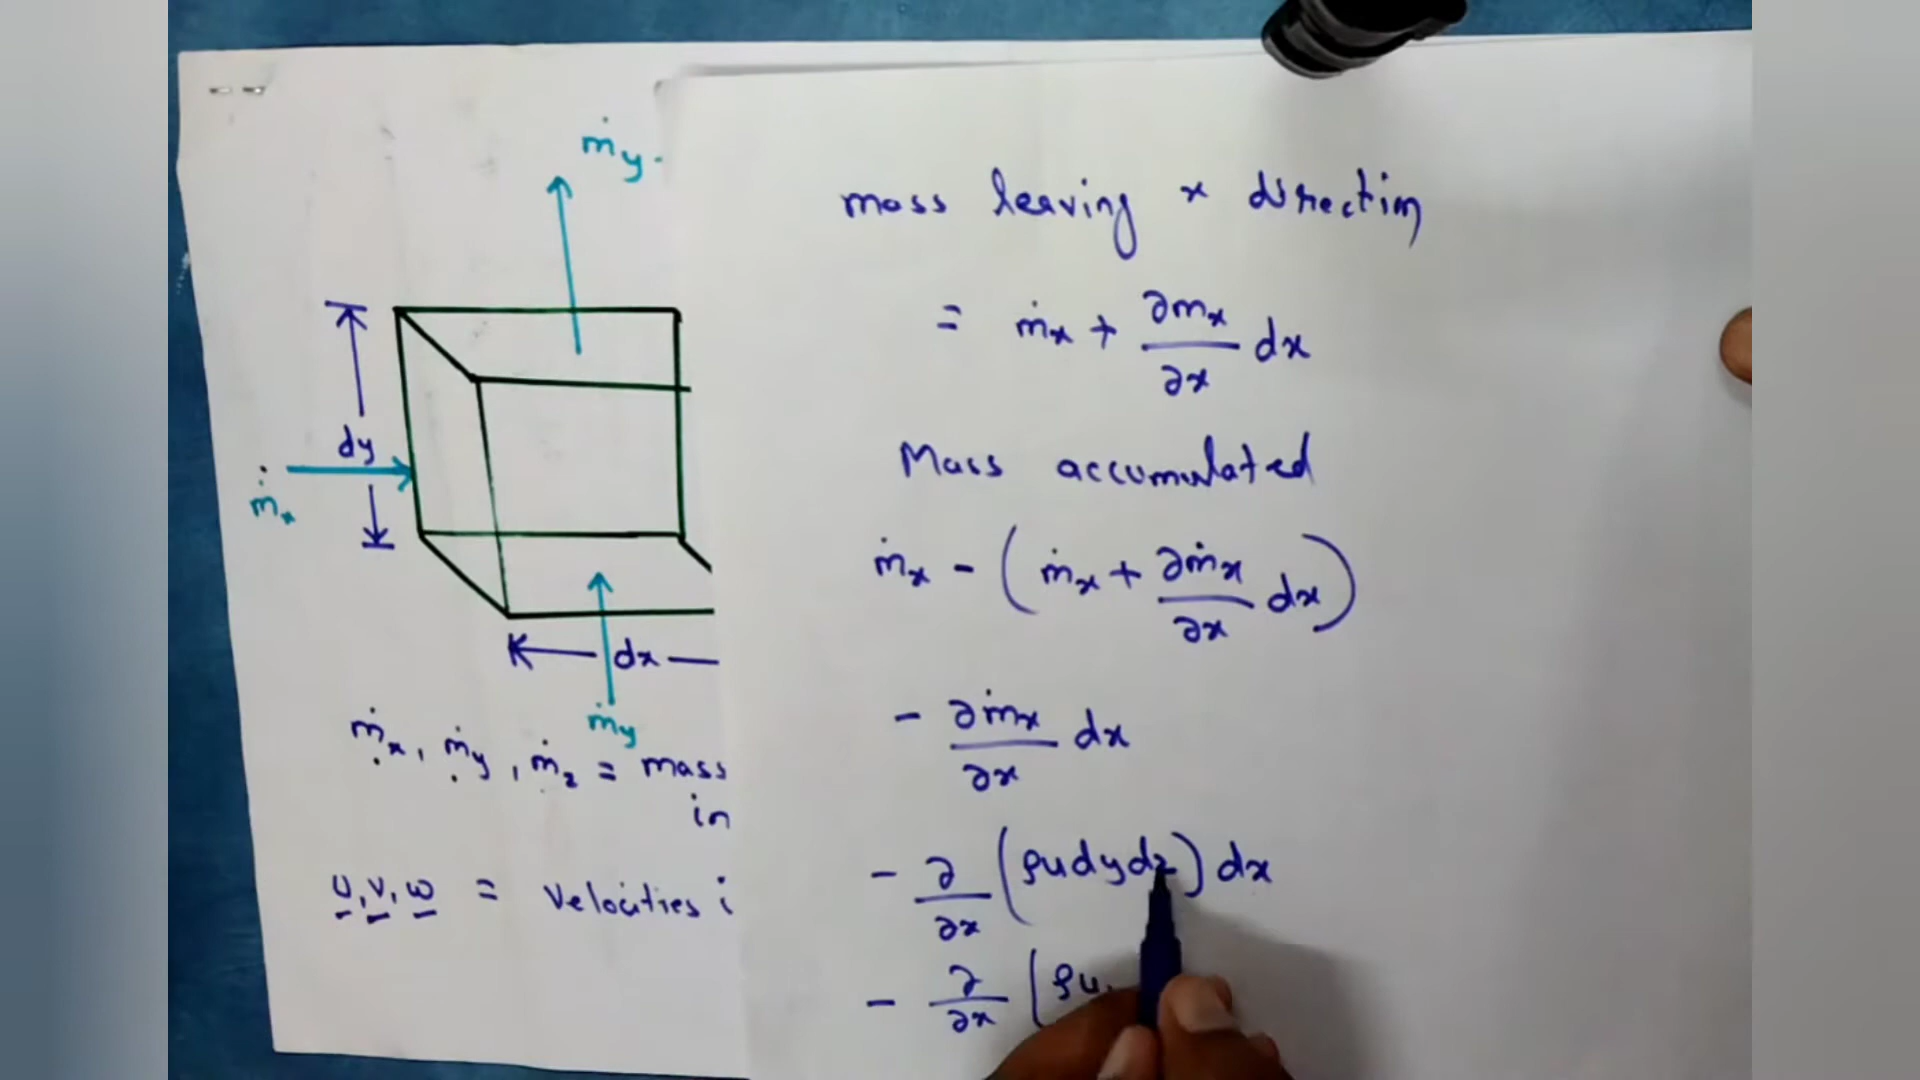 ṁy.
dy
ṁx
dx
ṁy
ṁx, ṁy, ṁz = mass
in
u, v, w = Velocities i
mass leaving x direction
= ṁx + ∂mx/∂x dx
Mass accumulated
ṁx - (ṁx + ∂ṁx/∂x dx)
- ∂ṁx/∂x dx
- ∂/∂x (ρudydz) dx
- ∂/∂x (ρu